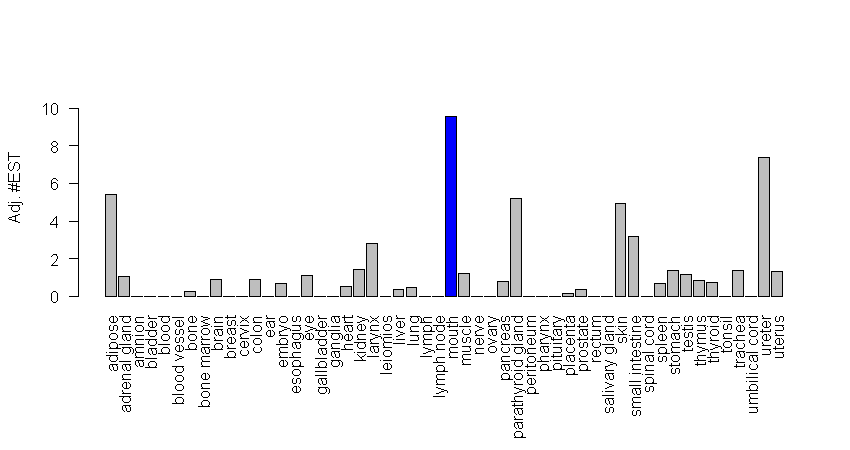 Adj. #EST
10
8
6
4
2
0
adipose
adrenal gland
amnion
bladder
blood
blood vessel
bone
bone marrow
brain
breast
cervix
colon
ear
embryo
esophagus
eye
gallbladder
ganglia
heart
kidney
larynx
leiomios
liver
lung
lymph
lymph node
mouth
muscle
nerve
ovary
pancreas
parathyroid gland
peritoneum
pharynx
pituitary
placenta
prostate
rectum
salivary gland
skin
small intestine
spinal cord
spleen
stomach
testis
thymus
thyroid
tonsil
trachea
umbilical cord
ureter
uterus